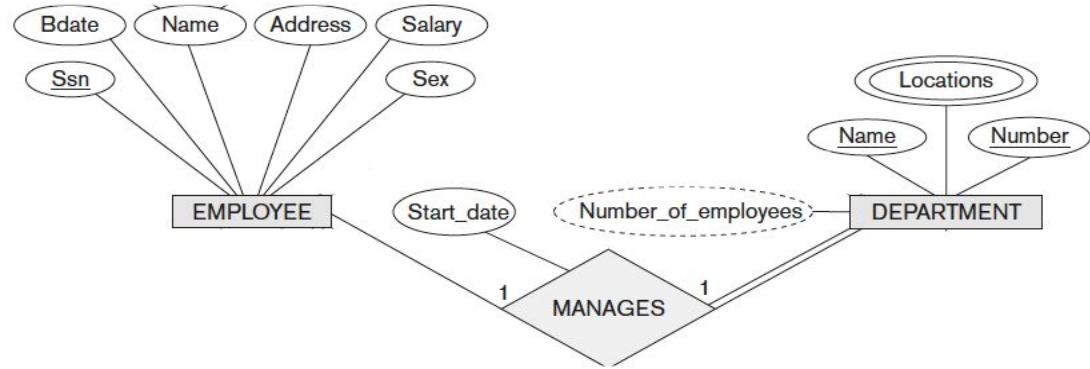 Bdate
Name
Address
Salary
Ssn
Sex
Locations
Name
Number
EMPLOYEE
Start_date
Number_of_employees
DEPARTMENT
1
MANAGES
1